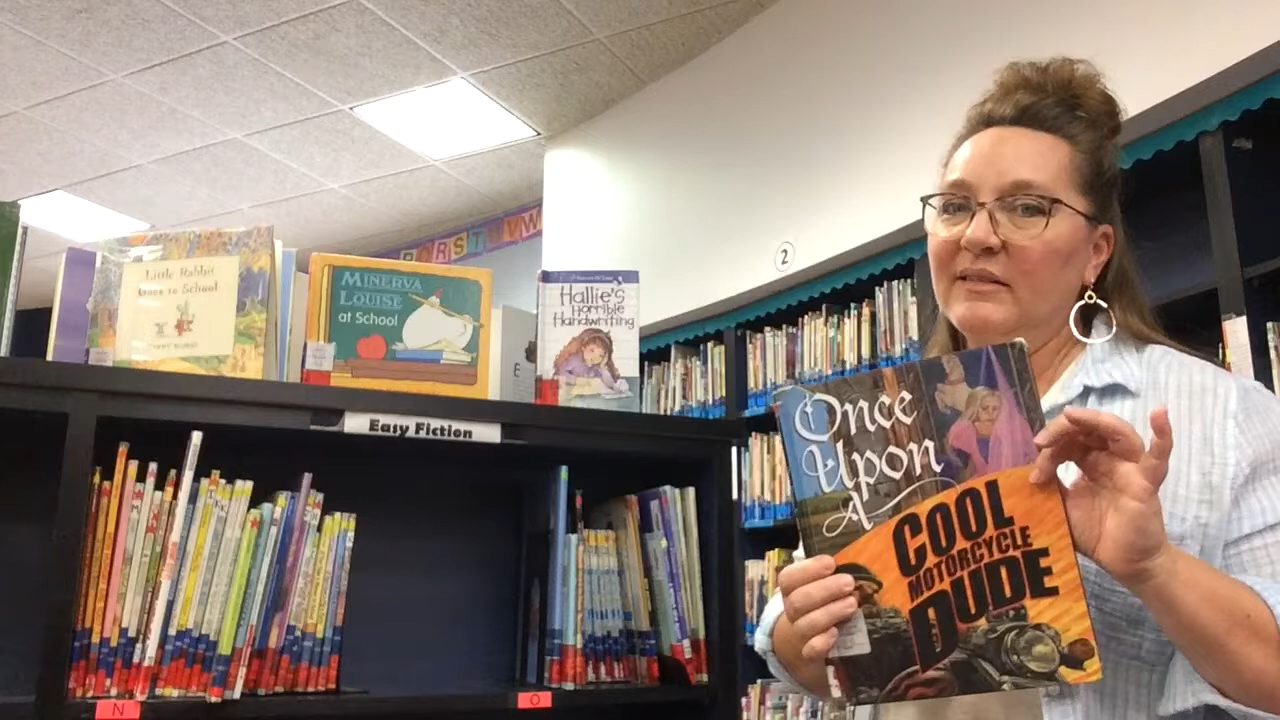 Little Rabbit
Goes to School
MINERVA
LOUISE
at School
Hallie's
Horrible
Handwriting
E
RSTUVW
2
Easy Fiction
N
O
Once
Upon
A
COOL
MOTORCYCLE
DUDE